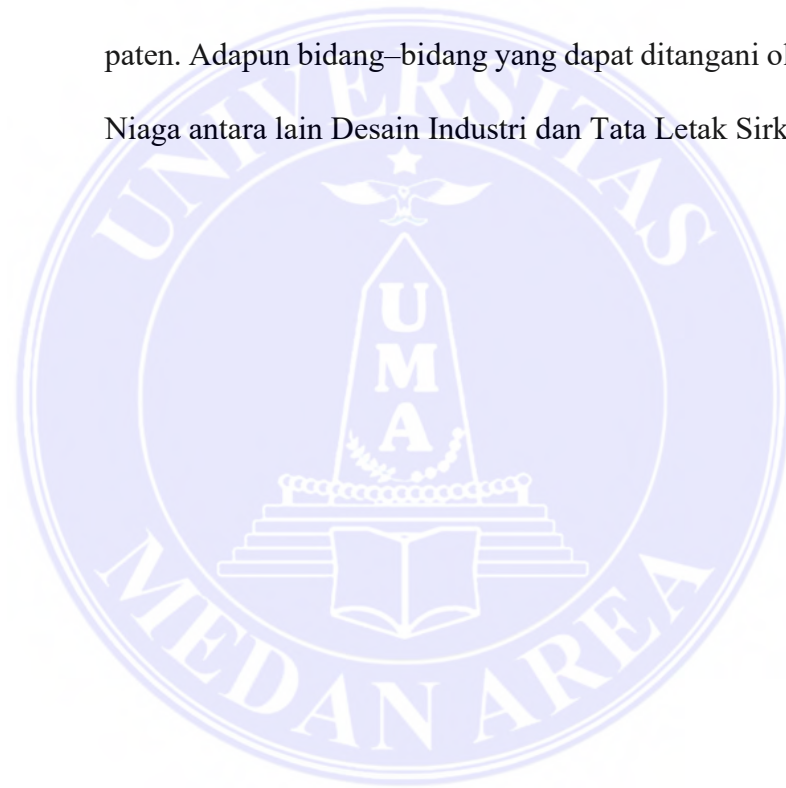 paten. Adapun bidang–bidang yang dapat ditangani
Niaga antara lain Desain Industri dan Tata Letak
UNIVERSITAS
U
M
A
MEDAN AREA